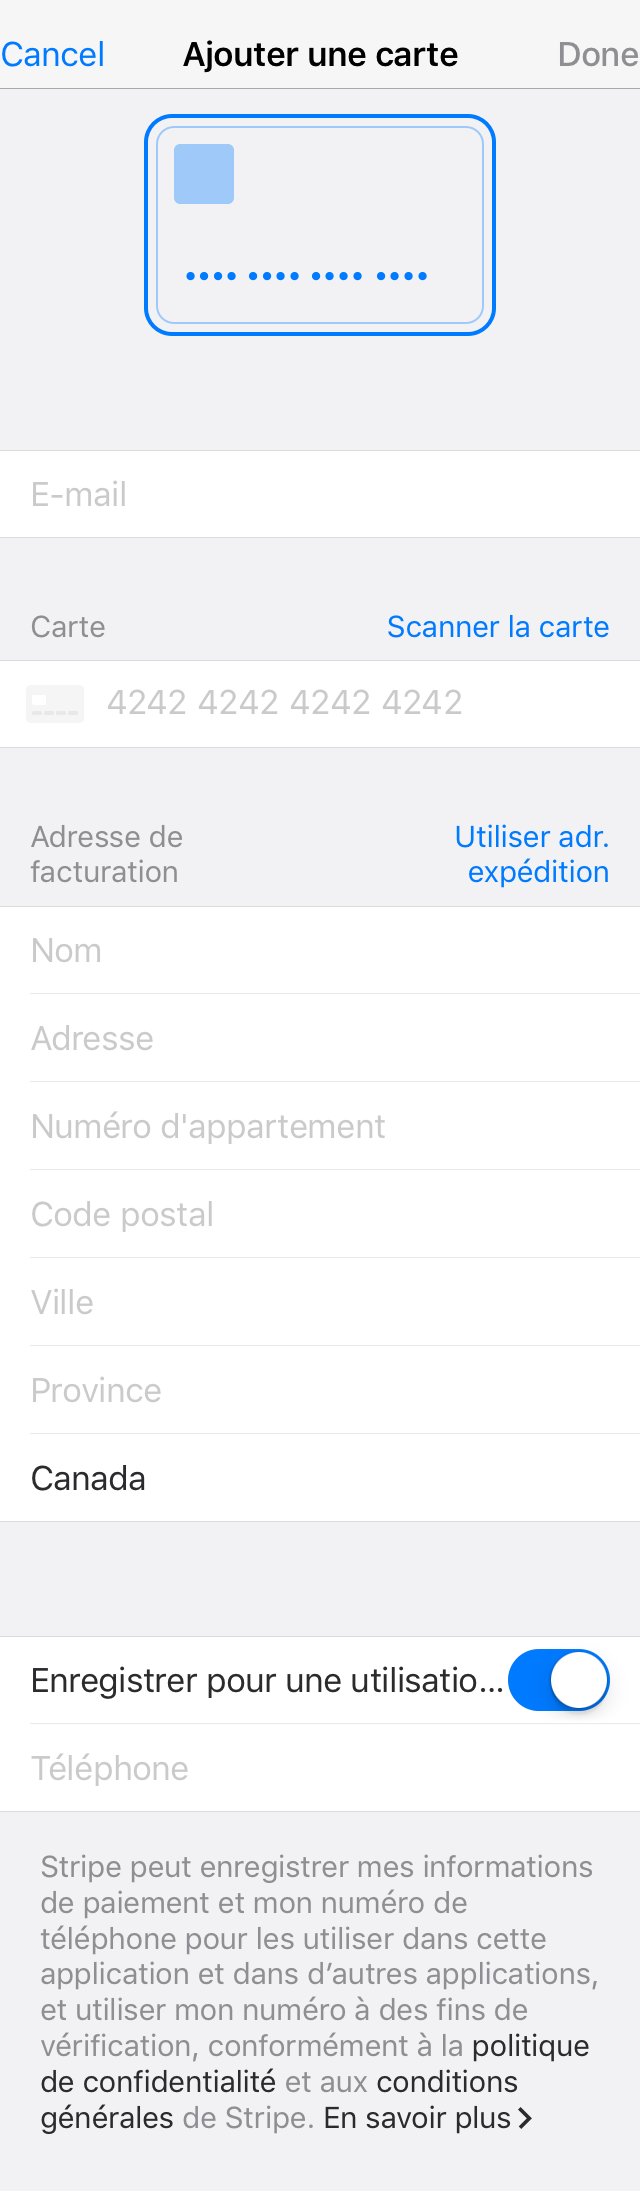 Cancel Ajouter une carte Done
•••• •••• •••• ••••
E-mail
Carte Scanner la carte
4242 4242 4242 4242
Adresse de
facturation
Utiliser adr.
expédition
Nom
Adresse
Numéro d'appartement
Code postal
Ville
Province
Canada
Enregistrer pour une utilisatio...
Téléphone
Stripe peut enregistrer mes informations
de paiement et mon numéro de
téléphone pour les utiliser dans cette
application et dans d’autres applications,
et utiliser mon numéro à des fins de
vérification, conformément à la politique
de confidentialité et aux conditions
générales de Stripe. En savoir plus